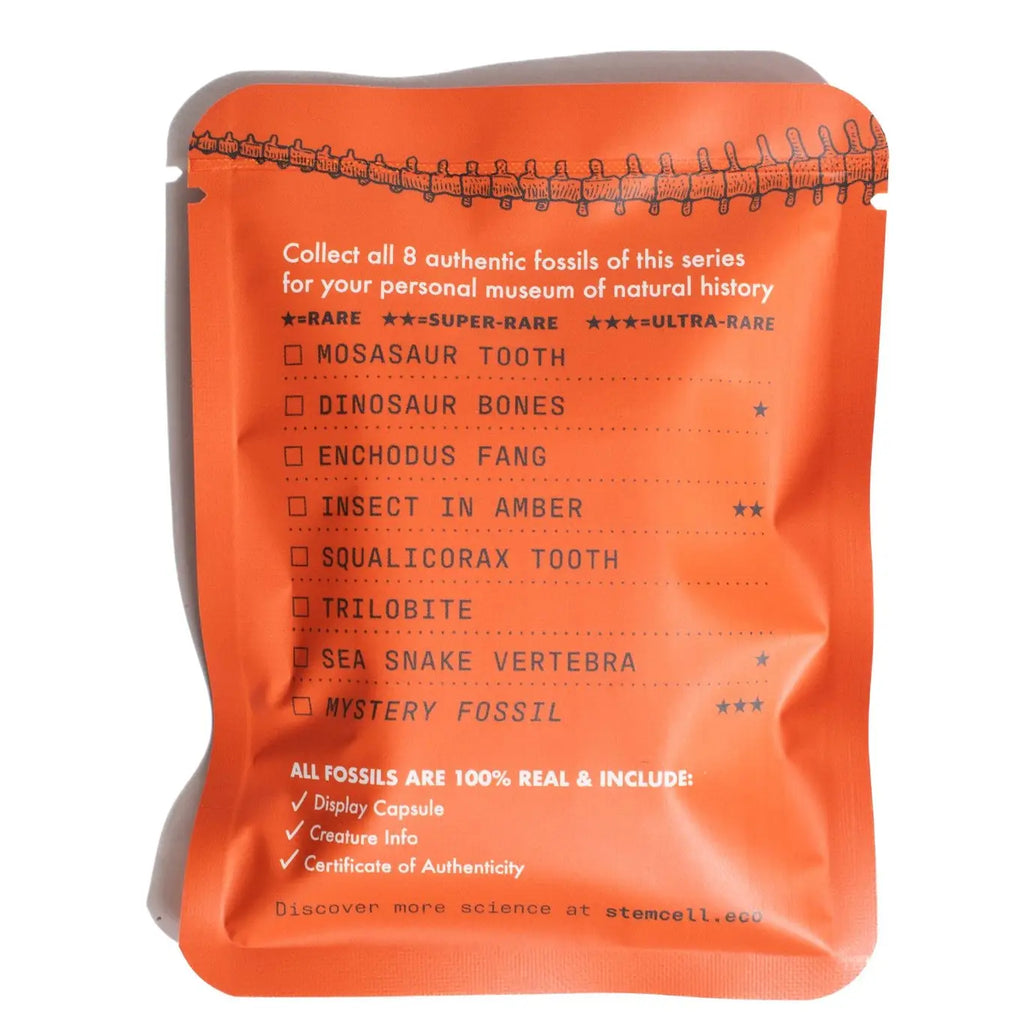 Collect all 8 authentic fossils of this series
for your personal museum of natural history
★=RARE ★★=SUPER-RARE ★★★=ULTRA-RARE
☐ MOSASAUR TOOTH
☐ DINOSAUR BONES ★
☐ ENCHODUS FANG
☐ INSECT IN AMBER ★★
☐ SQUALICORAX TOOTH
☐ TRILOBITE
☐ SEA SNAKE VERTEBRA ★
☐ MYSTERY FOSSIL ★★★
ALL FOSSILS ARE 100% REAL & INCLUDE:
✓ Display Capsule
✓ Creature Info
✓ Certificate of Authenticity
Discover more science at stemcell.eco